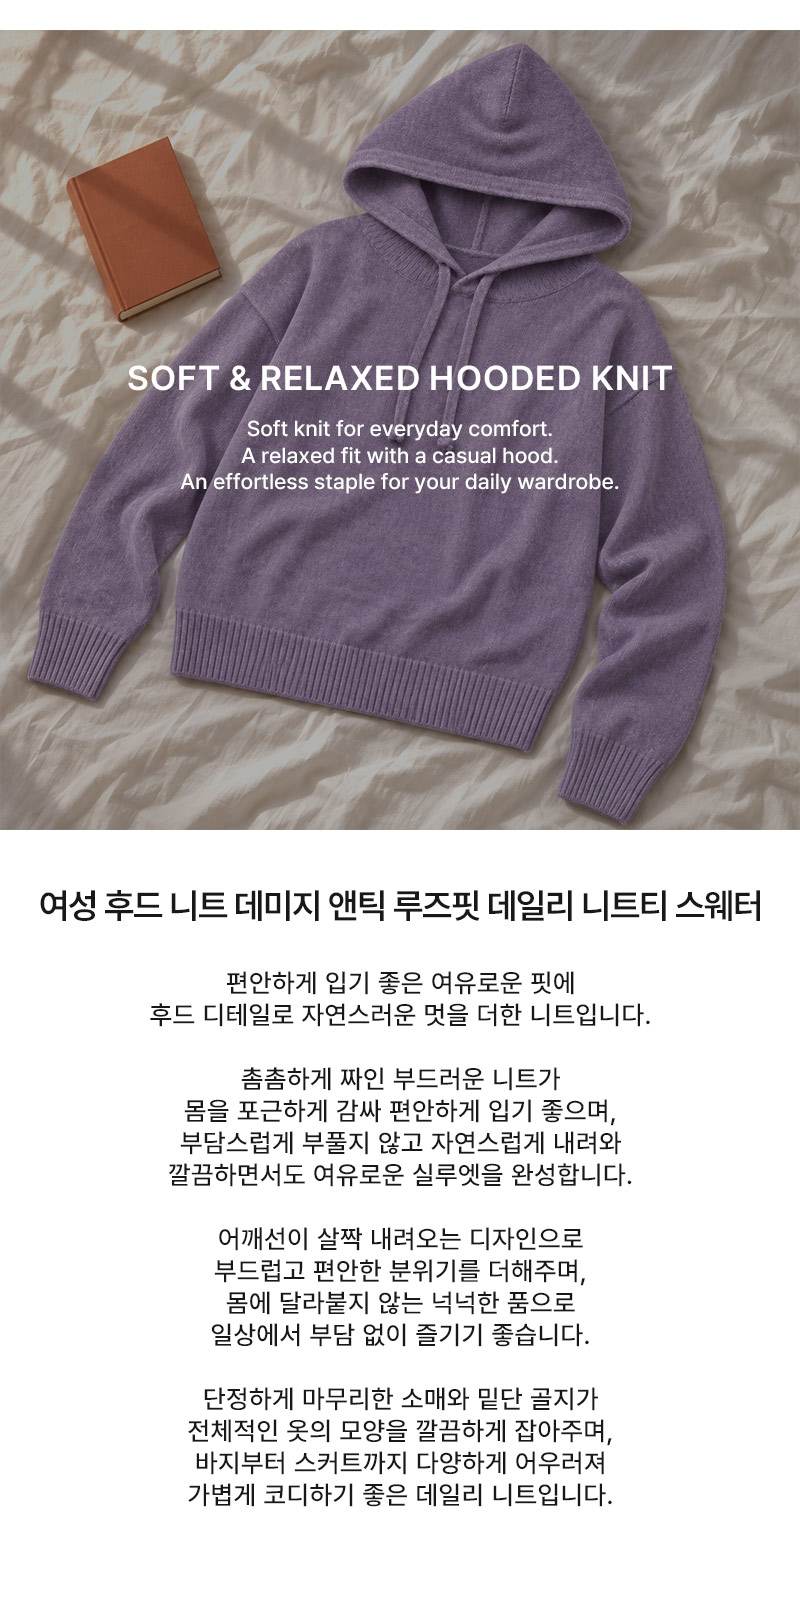 SOFT & RELAXED HOODED KNIT
Soft knit for everyday comfort.
A relaxed fit with a casual hood.
An effortless staple for your daily wardrobe.
여성 후드 니트 데미지 앤틱 루즈핏 데일리 니트티 스웨터
편안하게 입기 좋은 여유로운 핏에
후드 디테일로 자연스러운 멋을 더한 니트입니다.
촘촘하게 짜인 부드러운 니트가
몸을 포근하게 감싸 편안하게 입기 좋으며,
부담스럽게 부풀지 않고 자연스럽게 내려와
깔끔하면서도 여유로운 실루엣을 완성합니다.
어깨선이 살짝 내려오는 디자인으로
부드럽고 편안한 분위기를 더해주며,
몸에 달라붙지 않는 넉넉한 품으로
일상에서 부담 없이 즐기기 좋습니다.
단정하게 마무리한 소매와 밑단 골지가
전체적인 옷의 모양을 깔끔하게 잡아주며,
바지부터 스커트까지 다양하게 어우러져
가볍게 코디하기 좋은 데일리 니트입니다.